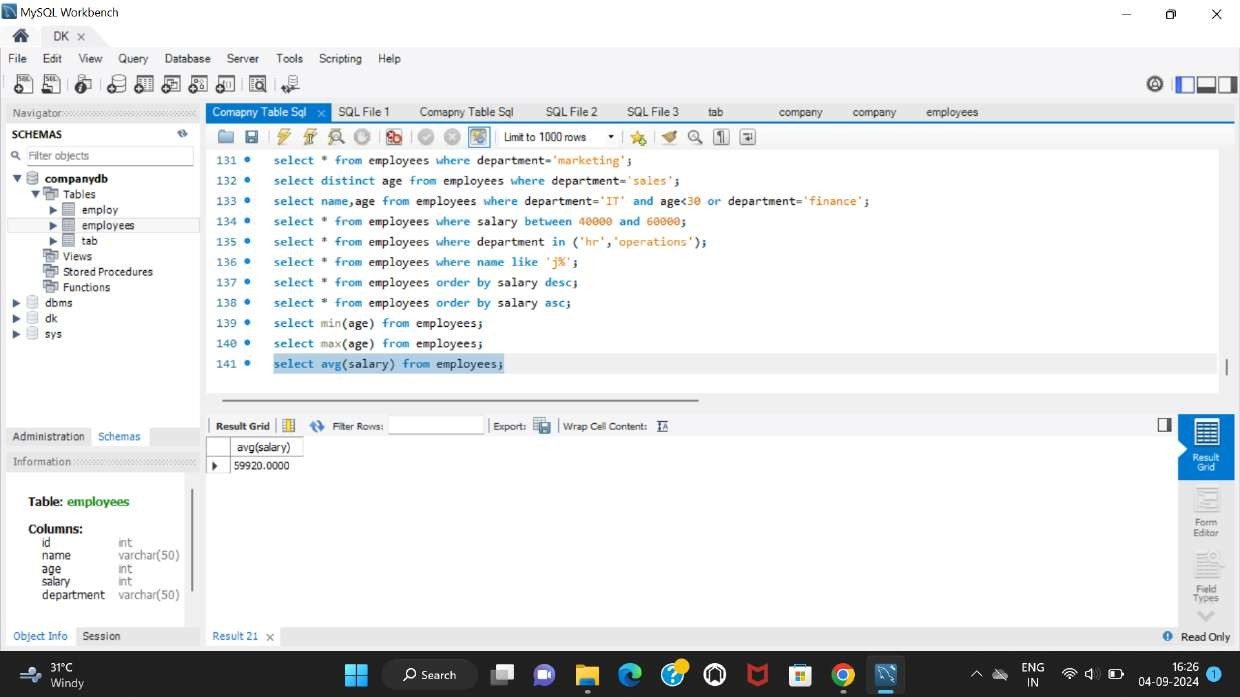 MySQL Workbench
DK
File Edit View Query Database Server Tools Scripting Help
Navigator
SCHEMAS
Filter objects
companydb
Tables
employ
employees
tab
Views
Stored Procedures
Functions
dbms
dk
sys
Administration Schemas
Information
Table: employees
Columns:
id int
name varchar(50)
age int
salary int
department varchar(50)
Object Info Session
Comapny Table Sql SQL File 1 Comapny Table Sql SQL File 2 SQL File 3 tab company company employees
Limit to 1000 rows
131 select * from employees where department='marketing';
132 select distinct age from employees where department='sales';
133 select name,age from employees where department='IT' and age<30 or department='finance';
134 select * from employees where salary between 40000 and 60000;
135 select * from employees where department in ('hr','operations');
136 select * from employees where name like 'j%';
137 select * from employees order by salary desc;
138 select * from employees order by salary asc;
139 select min(age) from employees;
140 select max(age) from employees;
141 select avg(salary) from employees;
Result Grid Filter Rows: Export: Wrap Cell Content:
avg(salary)
59920.0000
Result Grid
Form Editor
Field Types
Result 21
Read Only
31°C
Windy
Search
ENG
IN
16:26
04-09-2024
1